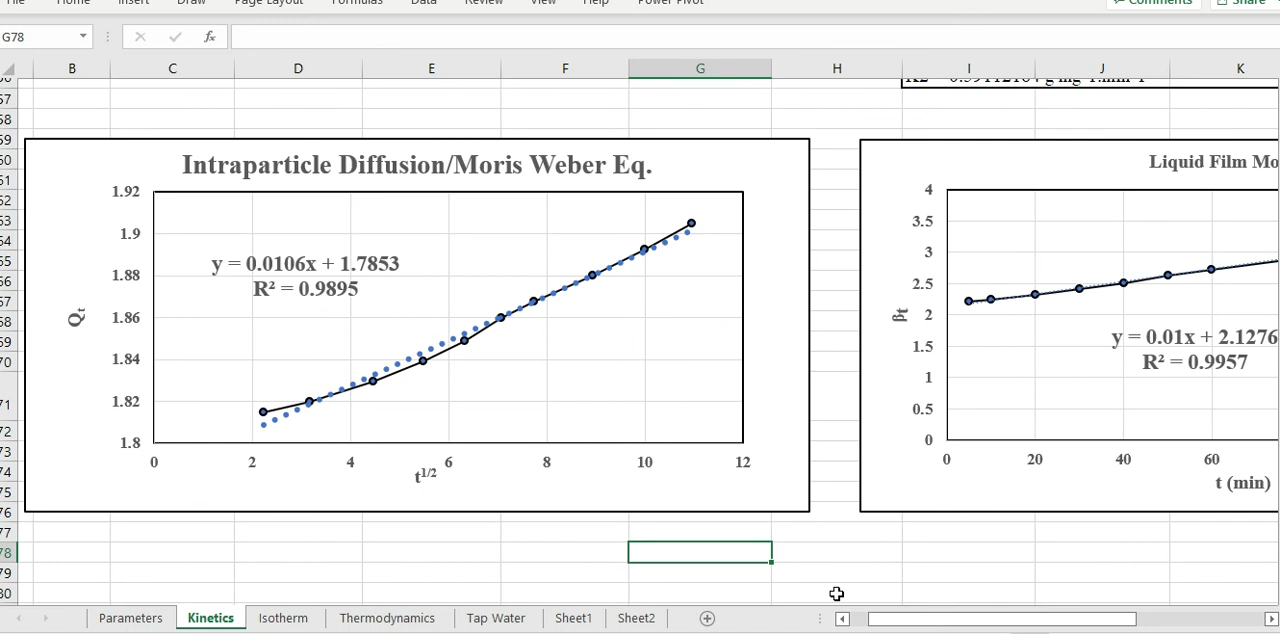 File Home Insert Draw Page Layout Formulas Data Review View Help Power Pivot Comments Share
G78 fx
B C D E F G H I J K
57
58
59
60
61
62
63
64
65
66
67
68
69
70
71
72
73
74
75
76
77
78
79
80
Intraparticle Diffusion/Moris Weber Eq.
1.92
1.9
1.88
1.86
1.84
1.82
1.8
y = 0.0106x + 1.7853
R² = 0.9895
Qt
0 2 4 6 8 10 12
t1/2
Liquid Film Mo
4
3.5
3
2.5
2
1.5
1
0.5
0
βt
y = 0.01x + 2.1276
R² = 0.9957
0 20 40 60
t (min)
Parameters Kinetics Isotherm Thermodynamics Tap Water Sheet1 Sheet2